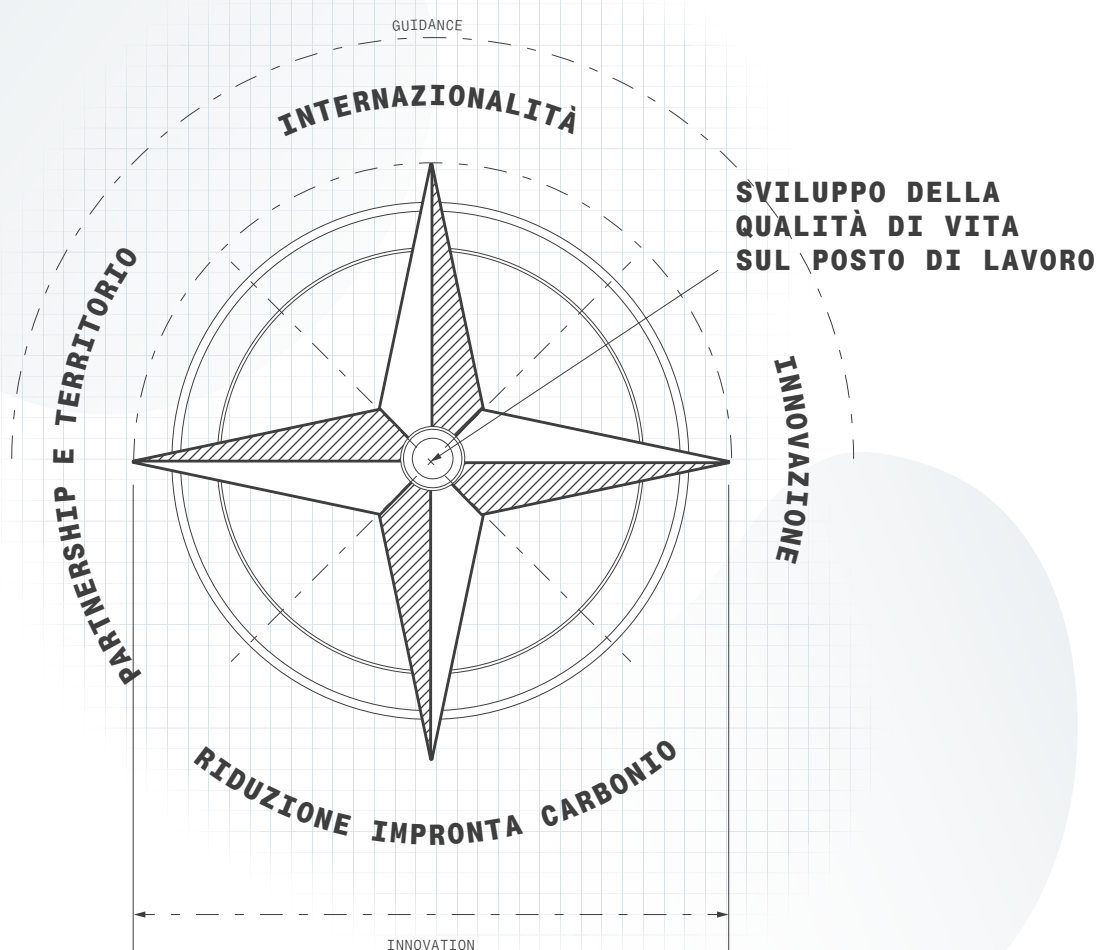 GUIDANCE
INTERNAZIONALITÀ
SVILUPPO DELLA
QUALITÀ DI VITA
SUL POSTO DI LAVORO
PARTNERSHIP E TERRITORIO
INNOVAZIONE
RIDUZIONE IMPRONTA CARBONIO
INNOVATION